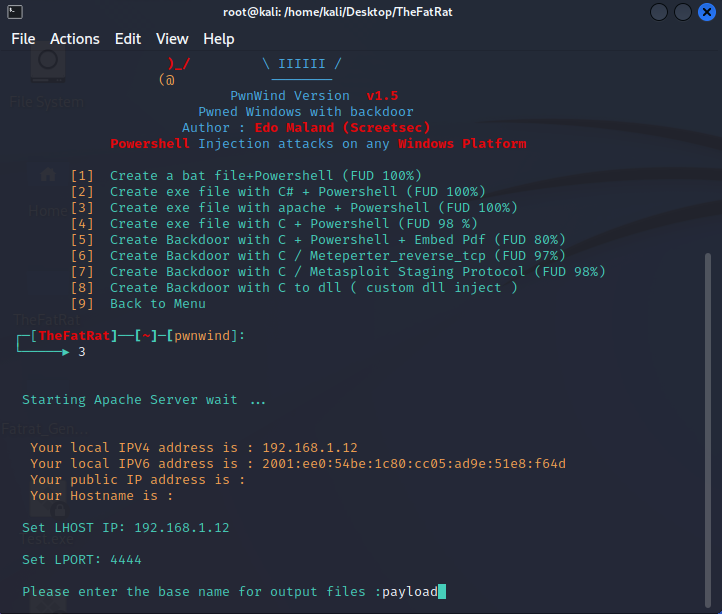 root@kali: /home/kali/Desktop/TheFatRat
File Actions Edit View Help
)_/ \ IIIIII /
(@ ________
PwnWind Version v1.5
Pwned Windows with backdoor
Author : Edo Maland (Screetsec)
Powershell Injection attacks on any Windows Platform
[1] Create a bat file+Powershell (FUD 100%)
[2] Create exe file with C# + Powershell (FUD 100%)
[3] Create exe file with apache + Powershell (FUD 100%)
[4] Create exe file with C + Powershell (FUD 98 %)
[5] Create Backdoor with C + Powershell + Embed Pdf (FUD 80%)
[6] Create Backdoor with C / Meteperter_reverse_tcp (FUD 97%)
[7] Create Backdoor with C / Metasploit Staging Protocol (FUD 98%)
[8] Create Backdoor with C to dll ( custom dll inject )
[9] Back to Menu
┌─[TheFatRat]──[~]─[pwnwind]:
└─────► 3
Starting Apache Server wait ...
Your local IPV4 address is : 192.168.1.12
Your local IPV6 address is : 2001:ee0:54be:1c80:cc05:ad9e:51e8:f64d
Your public IP address is :
Your Hostname is :
Set LHOST IP: 192.168.1.12
Set LPORT: 4444
Please enter the base name for output files :payload
File System
Home
TheFatRat
Fatrat_Gen...
Test.exe